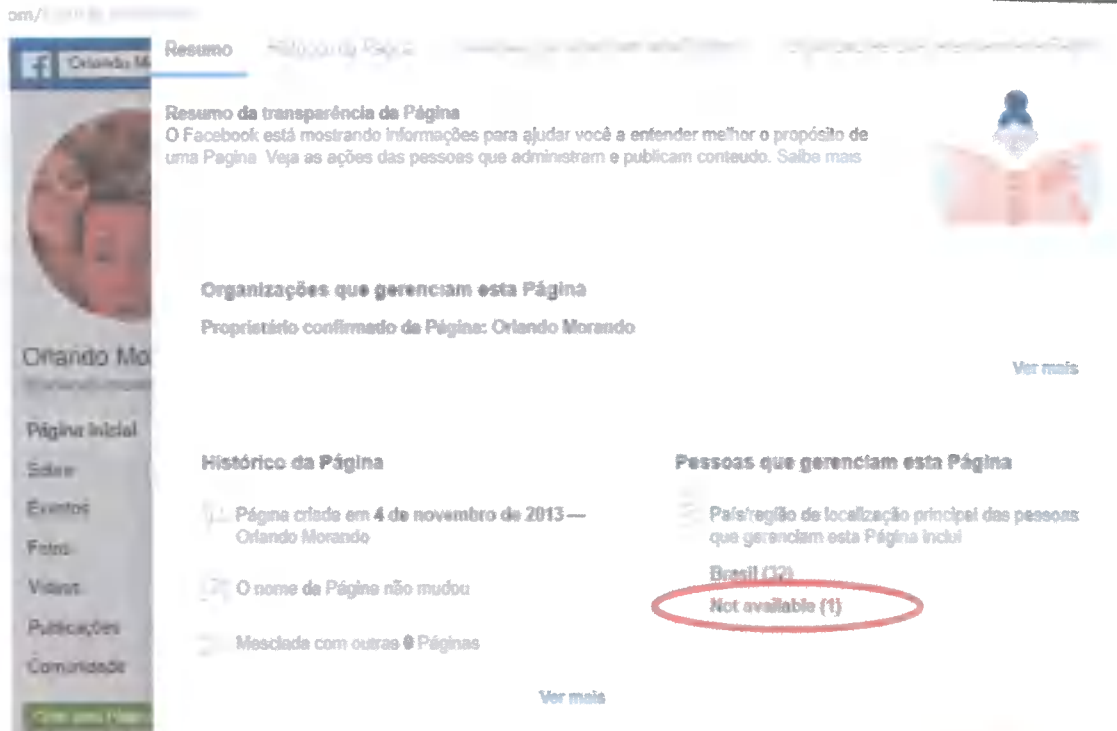 om/
Orlando Mo
Resumo
Resumo da transparência da Página
O Facebook está mostrando informações para ajudar você a entender melhor o propósito de
uma Página. Veja as ações das pessoas que administram e publicam conteudo. Saiba mais
Organizações que gerenciam esta Página
Proprietário confirmado da Página: Orlando Morando
Orlando Mo
Ver mais
Página inicial
Sobre
Eventos
Fotos
Vídeos
Publicações
Comunidade
Histórico da Página
Página criada em 4 de novembro de 2013 —
Orlando Morando
O nome da Página não mudou
Mesclada com outras 0 Páginas
Pessoas que gerenciam esta Página
País/região de localização principal das pessoas
que gerenciam esta Página inclui
Brasil (32)
Not available (1)
Ver mais